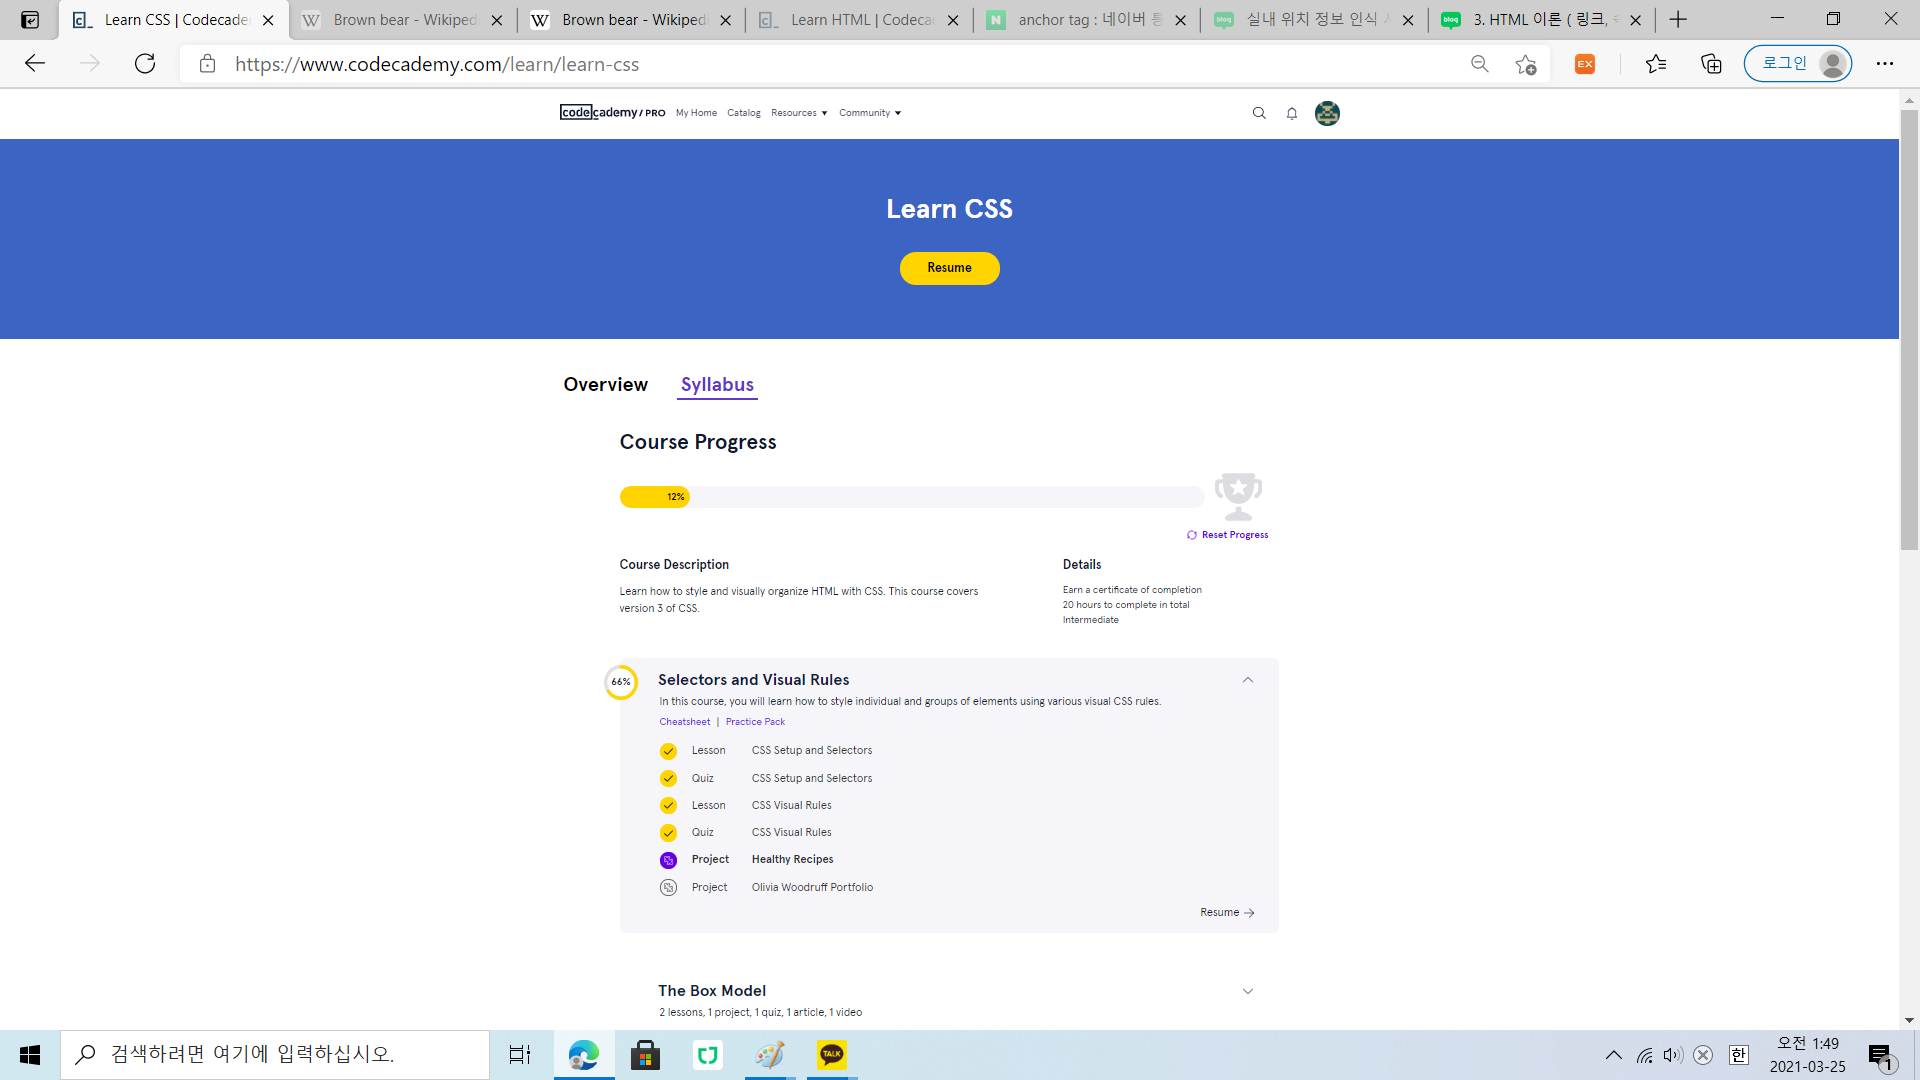 Learn CSS | Codecade
Brown bear - Wikiped
Brown bear - Wikiped
Learn HTML | Codecad
anchor tag : 네이버 통
실내 위치 정보 인식
3. HTML 이론 ( 링크,
https://www.codecademy.com/learn/learn-css
EX
로그인
codecademy/PRO
My Home
Catalog
Resources
Community
Learn CSS
Resume
Overview
Syllabus
Course Progress
12%
Reset Progress
Course Description
Learn how to style and visually organize HTML with CSS. This course covers
version 3 of CSS.
Details
Earn a certificate of completion
20 hours to complete in total
Intermediate
66%
Selectors and Visual Rules
In this course, you will learn how to style individual and groups of elements using various visual CSS rules.
Cheatsheet | Practice Pack
Lesson CSS Setup and Selectors
Quiz CSS Setup and Selectors
Lesson CSS Visual Rules
Quiz CSS Visual Rules
Project Healthy Recipes
Project Olivia Woodruff Portfolio
Resume
The Box Model
2 lessons, 1 project, 1 quiz, 1 article, 1 video
검색하려면 여기에 입력하십시오.
TALK
한
오전 1:49
2021-03-25
1